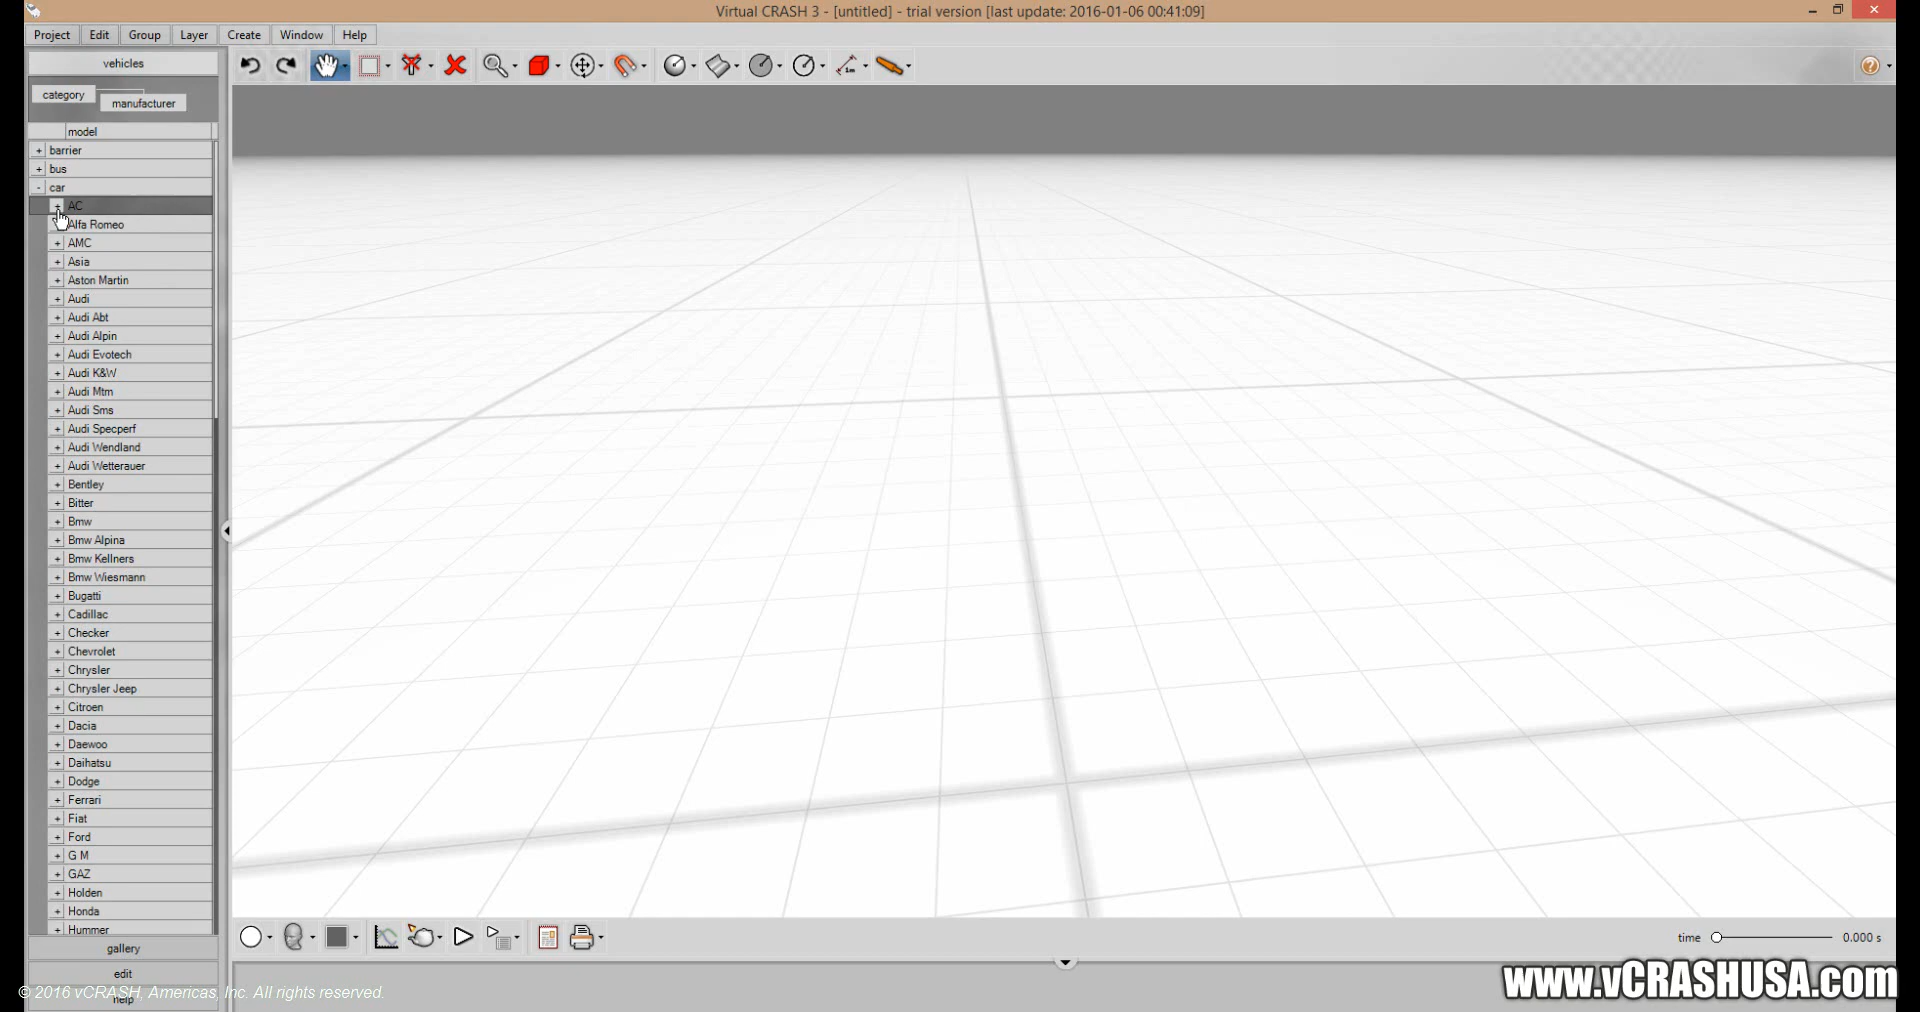 Virtual CRASH 3 - [untitled] - trial version [last update: 2016-01-06 00:41:09]
Project Edit Group Layer Create Window Help
vehicles
category
manufacturer
model
+ barrier
+ bus
- car
+ AC
Alfa Romeo
+ AMC
+ Asia
+ Aston Martin
+ Audi
+ Audi Abt
+ Audi Alpin
+ Audi Evotech
+ Audi K&W
+ Audi Mtm
+ Audi Sms
+ Audi Specperf
+ Audi Wendland
+ Audi Wetterauer
+ Bentley
+ Bitter
+ Bmw
+ Bmw Alpina
+ Bmw Kellners
+ Bmw Wiesmann
+ Bugatti
+ Cadillac
+ Checker
+ Chevrolet
+ Chrysler
+ Chrysler Jeep
+ Citroen
+ Dacia
+ Daewoo
+ Daihatsu
+ Dodge
+ Ferrari
+ Fiat
+ Ford
+ G M
+ GAZ
+ Holden
+ Honda
+ Hummer
gallery
edit
help
1m
time 0.000 s
© 2016 vCRASH, Americas, Inc. All rights reserved.
www.vCRASHUSA.com